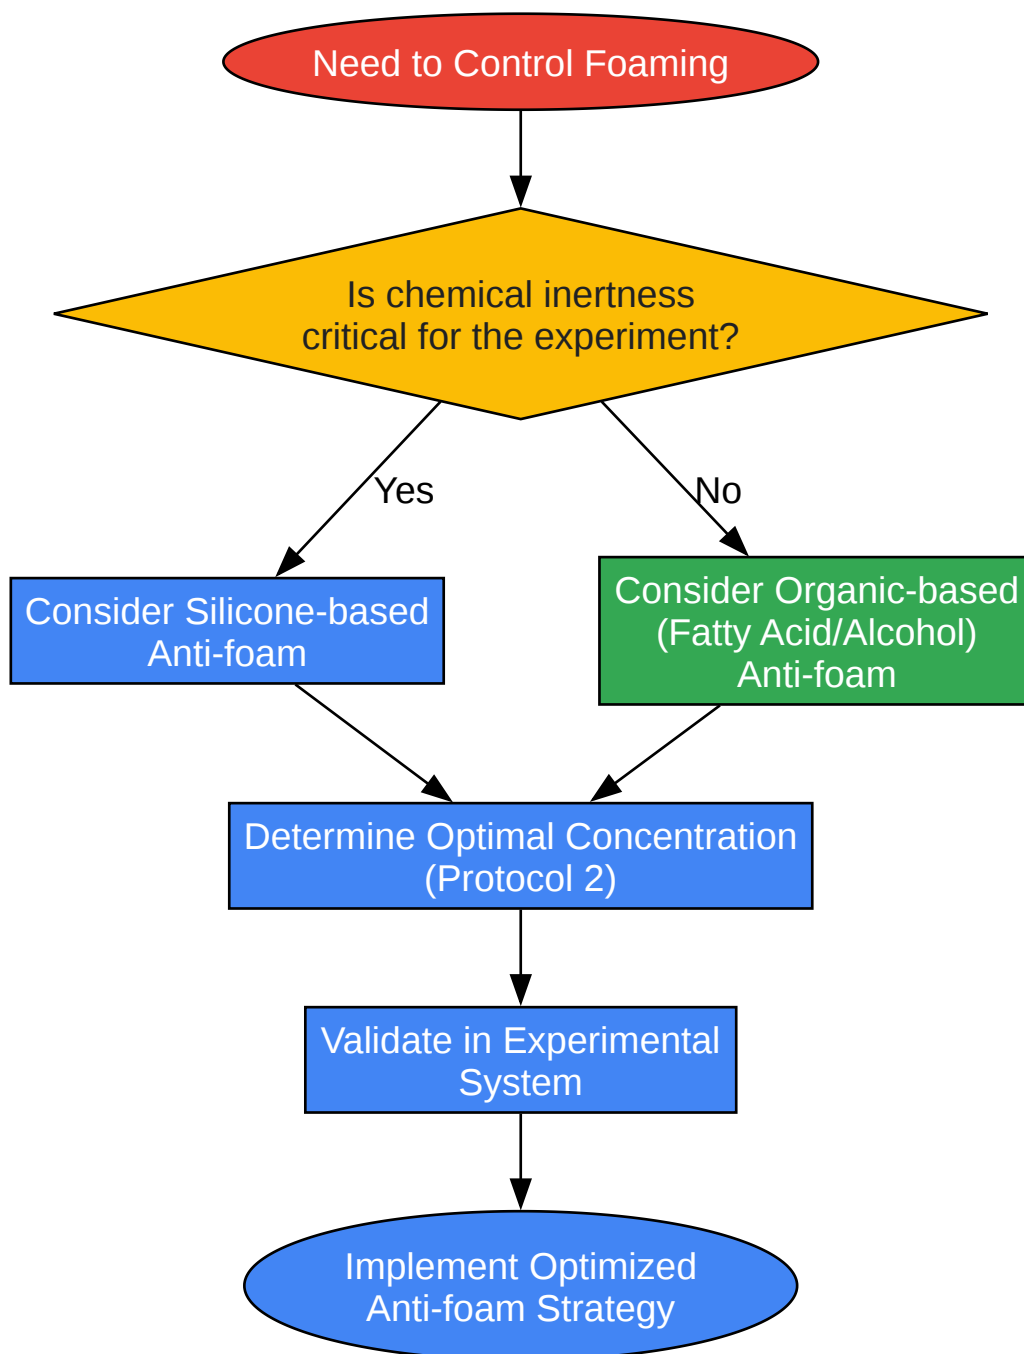 Need to Control Foaming
Is chemical inertness
critical for the experiment?
Yes
No
Consider Silicone-based
Anti-foam
Consider Organic-based
(Fatty Acid/Alcohol)
Anti-foam
Determine Optimal Concentration
(Protocol 2)
Validate in Experimental
System
Implement Optimized
Anti-foam Strategy